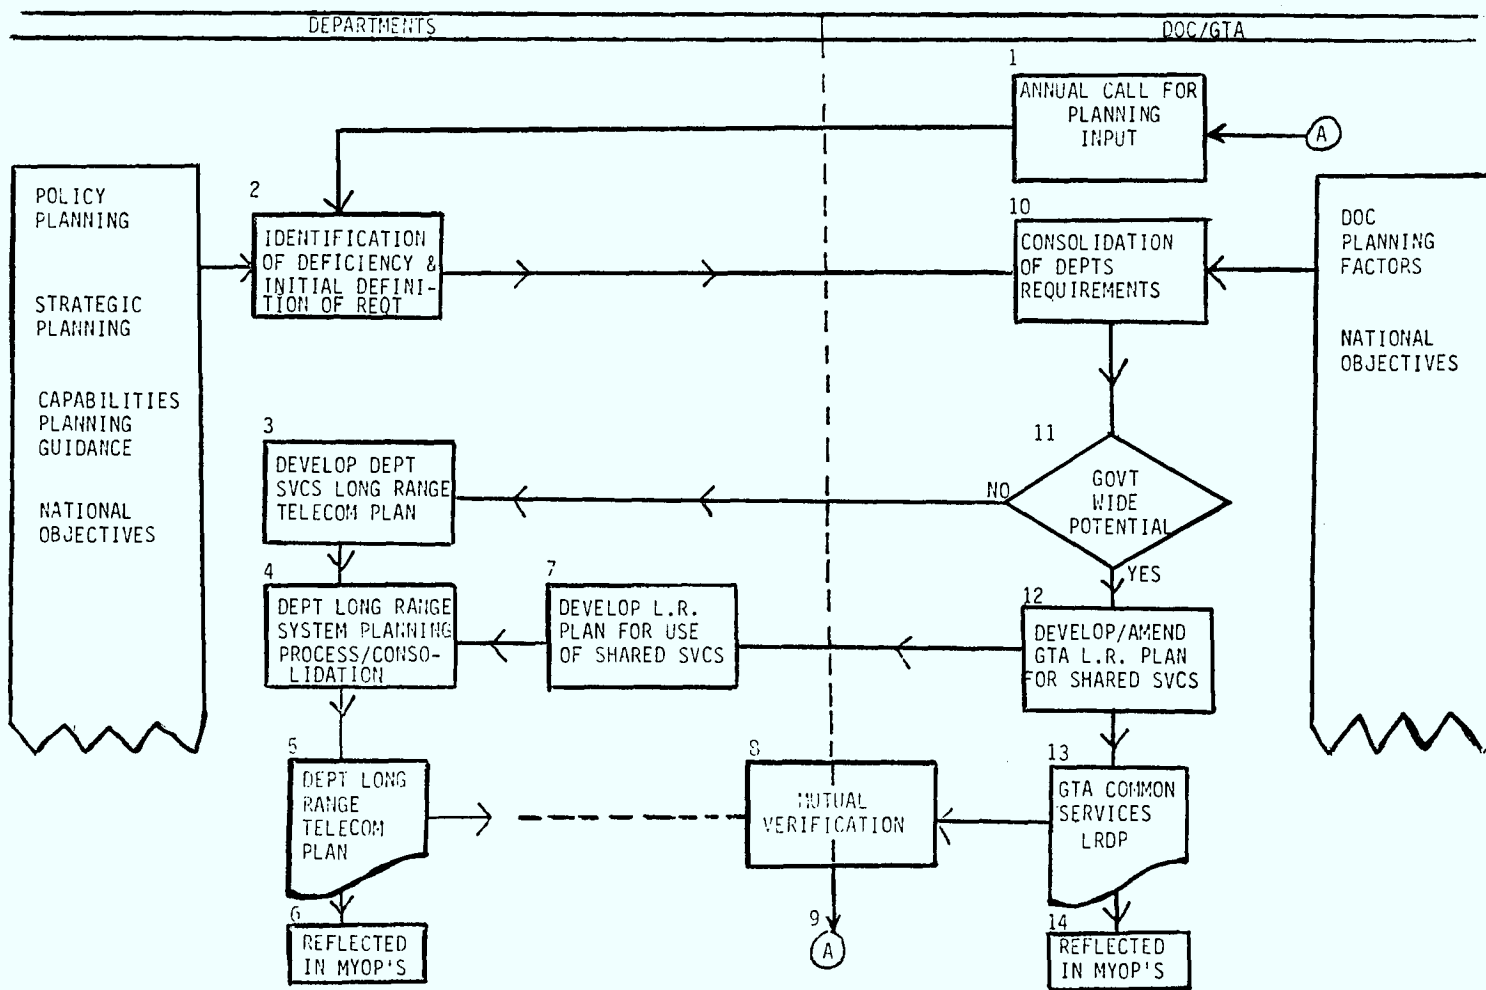 DEPARTMENTS
DOC/GTA
1
ANNUAL CALL FOR
PLANNING
INPUT
A
POLICY
PLANNING
STRATEGIC
PLANNING
CAPABILITIES
PLANNING
GUIDANCE
NATIONAL
OBJECTIVES
2
IDENTIFICATION
OF DEFICIENCY &
INITIAL DEFINI-
TION OF REQT
10
CONSOLIDATION
OF DEPTS
REQUIREMENTS
DOC
PLANNING
FACTORS
NATIONAL
OBJECTIVES
3
DEVELOP DEPT
SVCS LONG RANGE
TELECOM PLAN
11
NO
GOVT
WIDE
POTENTIAL
YES
4
DEPT LONG RANGE
SYSTEM PLANNING
PROCESS/CONSO-
LIDATION
7
DEVELOP L.R.
PLAN FOR USE
OF SHARED SVCS
12
DEVELOP/AMEND
GTA L.R. PLAN
FOR SHARED SVCS
5
DEPT LONG
RANGE
TELECOM
PLAN
8
MUTUAL
VERIFICATION
13
GTA COMMON
SERVICES
LRDP
6
REFLECTED
IN MYOP'S
9
A
14
REFLECTED
IN MYOP'S